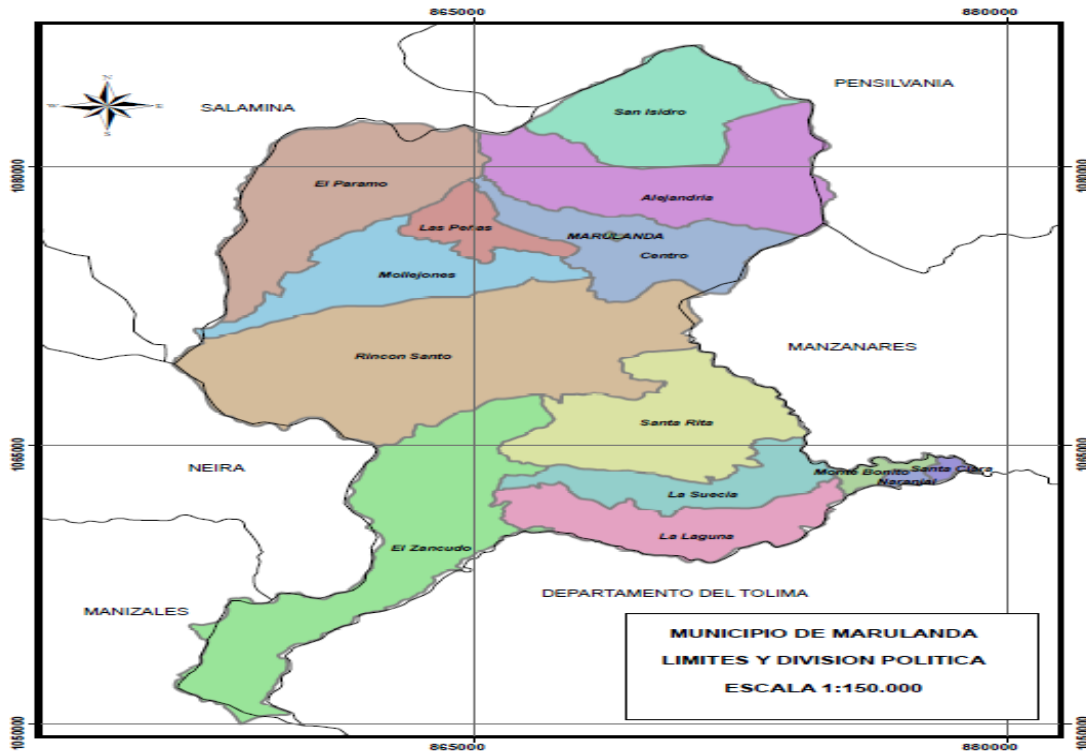 865000
880000
N
W
E
S
SALAMINA
PENSILVANIA
San Isidro
1080000
1080000
El Paramo
Alejandria
Las Peñas
MARULANDA
Centro
Mollejones
MANZANARES
Rincon Santo
Santa Rita
1065000
1065000
NEIRA
Monte Bonito
Santa Clara
Naranjal
La Suecia
La Laguna
El Zancudo
DEPARTAMENTO DEL TOLIMA
MANIZALES
MUNICIPIO DE MARULANDA
LIMITES Y DIVISION POLITICA
ESCALA 1:150.000
1050000
1050000
865000
880000